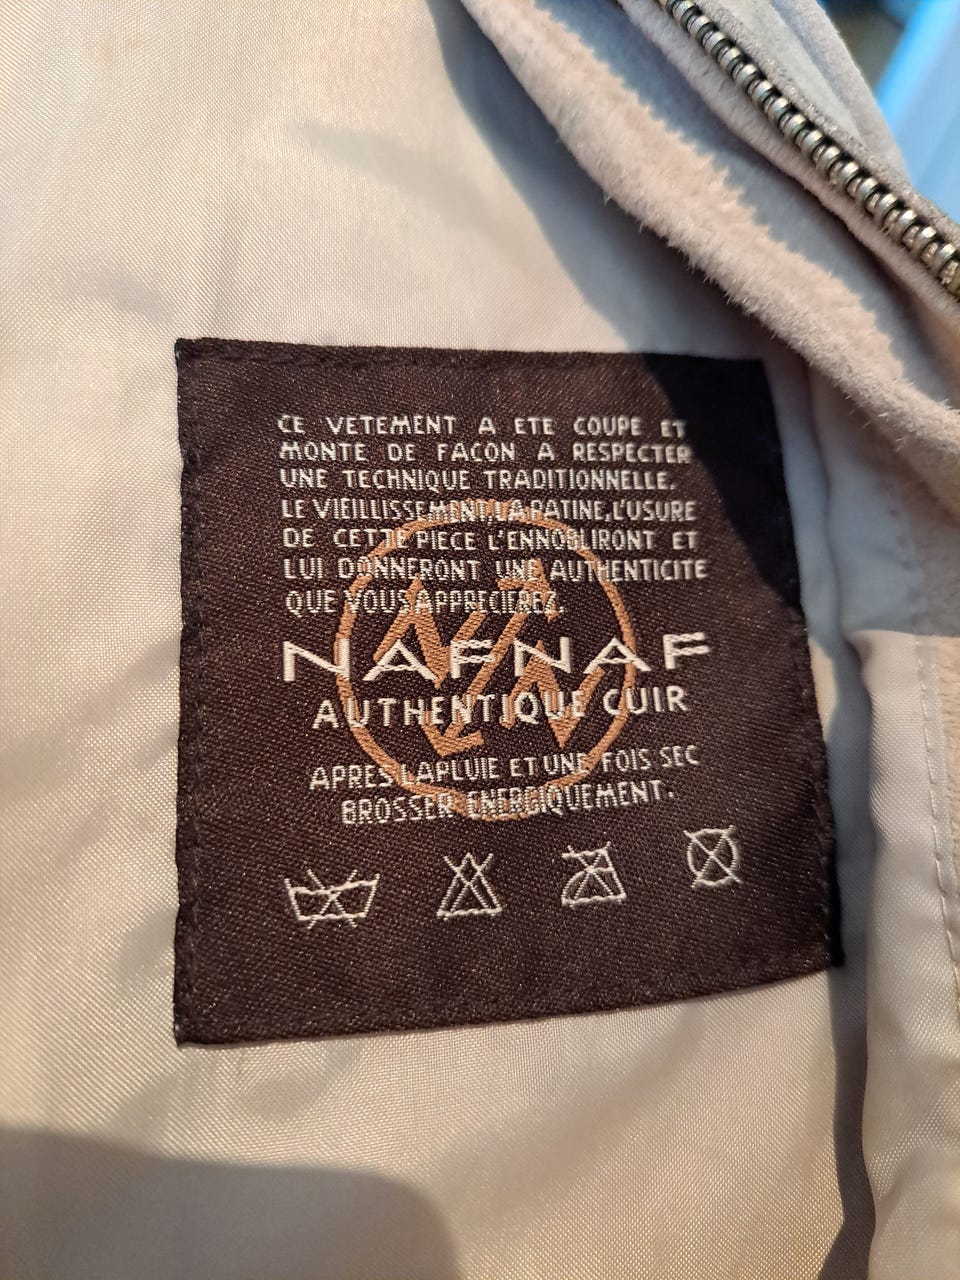 CE VETEMENT A ETE COUPE ET
MONTE DE FAÇON A RESPECTER
UNE TECHNIQUE TRADITIONNELLE.
LE VIEILLISSEMENT, LA PATINE, L'USURE
DE CETTE PIECE L'ENNOBLIRONT ET
LUI DONNERONT UNE AUTHENTICITE
QUE VOUS APPRECIEREZ.
NAFNAF
AUTHENTIQUE CUIR
APRES LA PLUIE ET UNE FOIS SEC
BROSSER ENERGIQUEMENT.